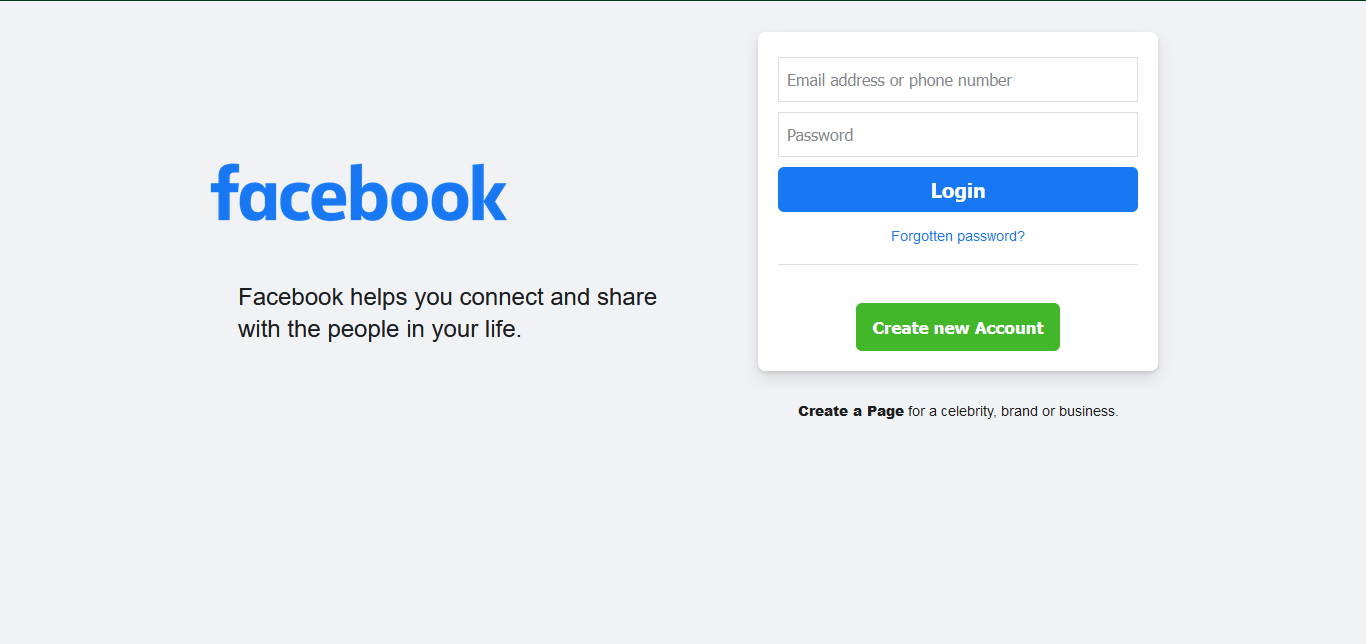 facebook
Facebook helps you connect and share
with the people in your life.
Email address or phone number
Password
Login
Forgotten password?
Create new Account
Create a Page for a celebrity, brand or business.